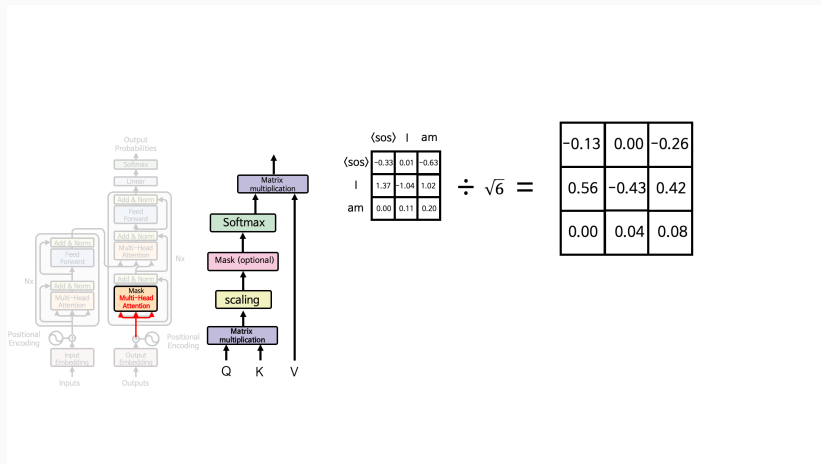 Output
Probabilities
Softmax
Linear
Add & Norm
Feed
Forward
Add & Norm
Multi-Head
Attention
Nx
Add & Norm
Mask
Multi-Head
Attention
Positional
Encoding
Output
Embedding
Outputs
Add & Norm
Feed
Forward
Nx
Add & Norm
Multi-Head
Attention
Positional
Encoding
Input
Embedding
Inputs
Matrix
multiplication
Softmax
Mask (optional)
scaling
Matrix
multiplication
Q K V
⟨sos⟩ I am
⟨sos⟩ -0.33 0.01 -0.63
I 1.37 -1.04 1.02
am 0.00 0.11 0.20
÷ √6 =
-0.13 0.00 -0.26
0.56 -0.43 0.42
0.00 0.04 0.08